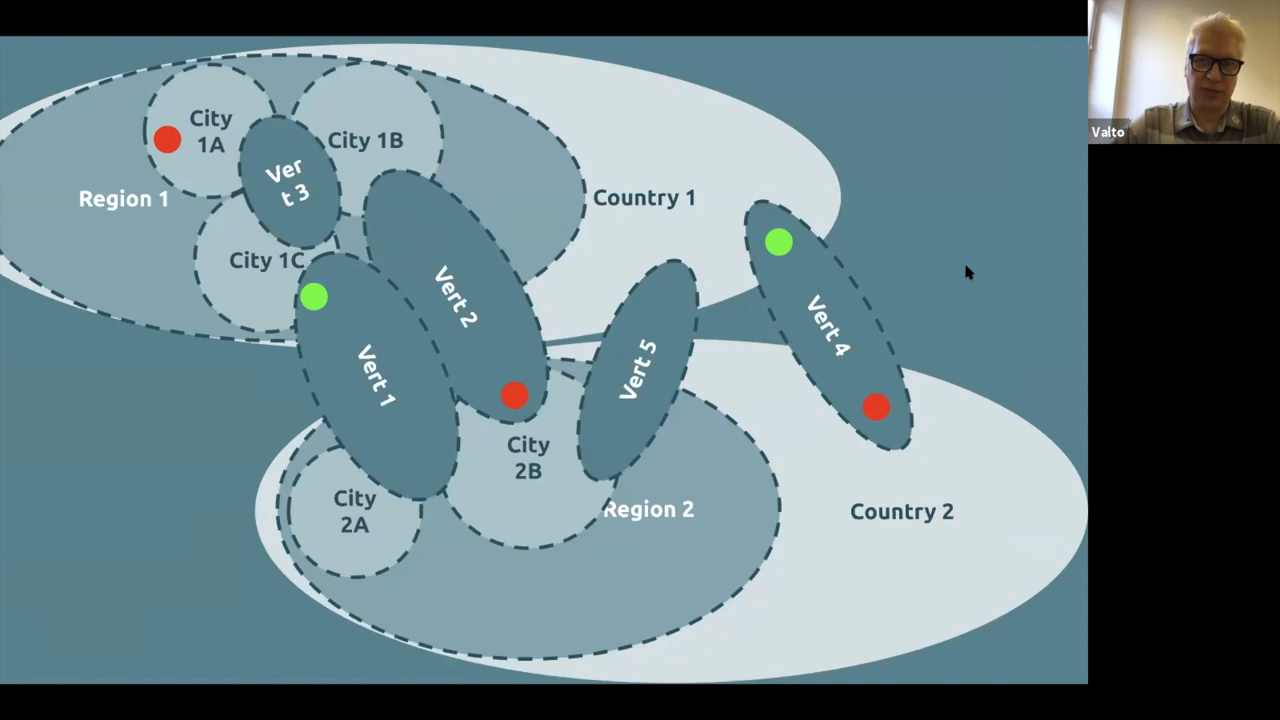 City
1A
City 1B
Ver
t 3
Region 1
Country 1
City 1C
Vert 2
Vert 1
Vert 5
Vert 4
City
2B
City
2A
Region 2
Country 2
Valto